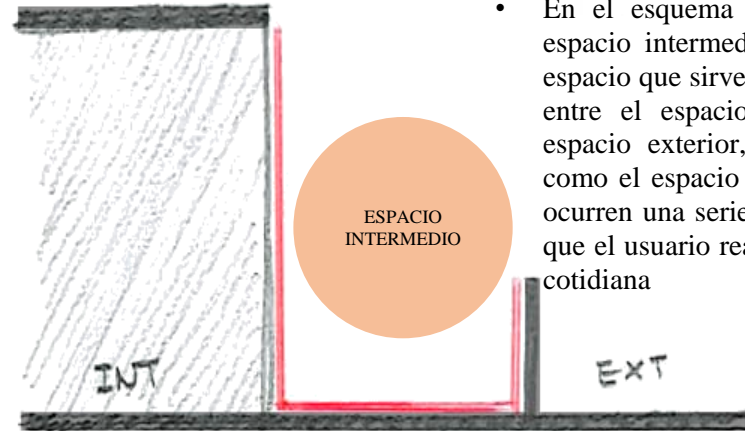 • En el esquema
espacio intermed
espacio que sirve
entre el espacio
espacio exterior,
como el espacio
ocurren una serie
que el usuario rea
cotidiana
ESPACIO
INTERMEDIO
INT
EXT